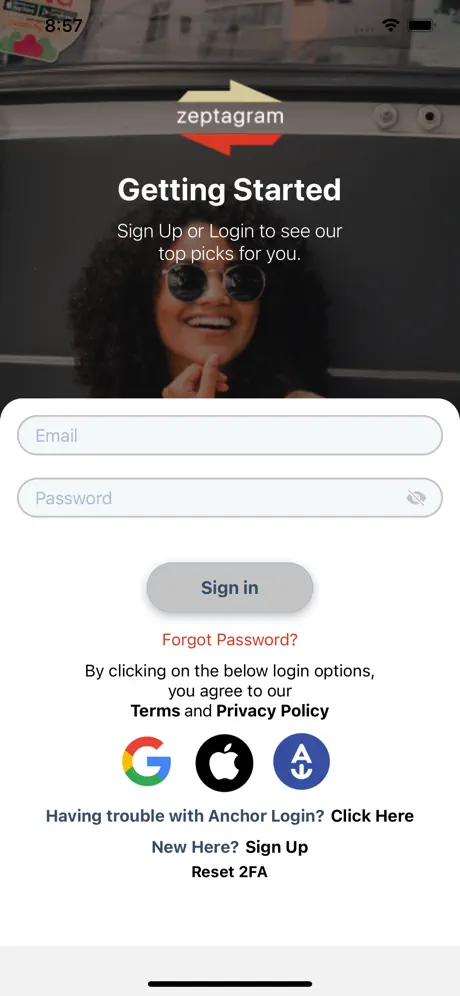 8:57
zeptagram
Getting Started
Sign Up or Login to see our
top picks for you.
Email
Password
Sign in
Forgot Password?
By clicking on the below login options,
you agree to our
Terms and Privacy Policy
Having trouble with Anchor Login? Click Here
New Here? Sign Up
Reset 2FA